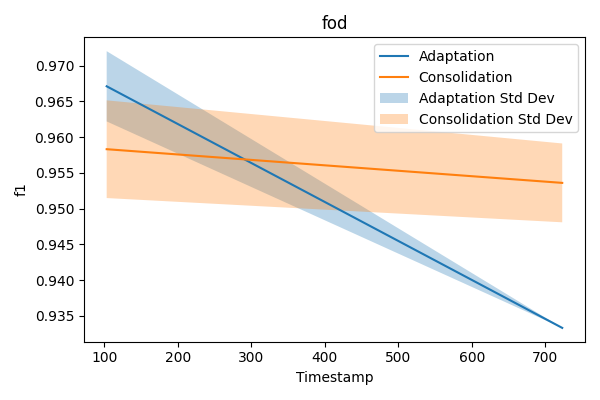 fod
f1
0.970
0.965
0.960
0.955
0.950
0.945
0.940
0.935
Adaptation
Consolidation
Adaptation Std Dev
Consolidation Std Dev
100 200 300 400 500 600 700
Timestamp